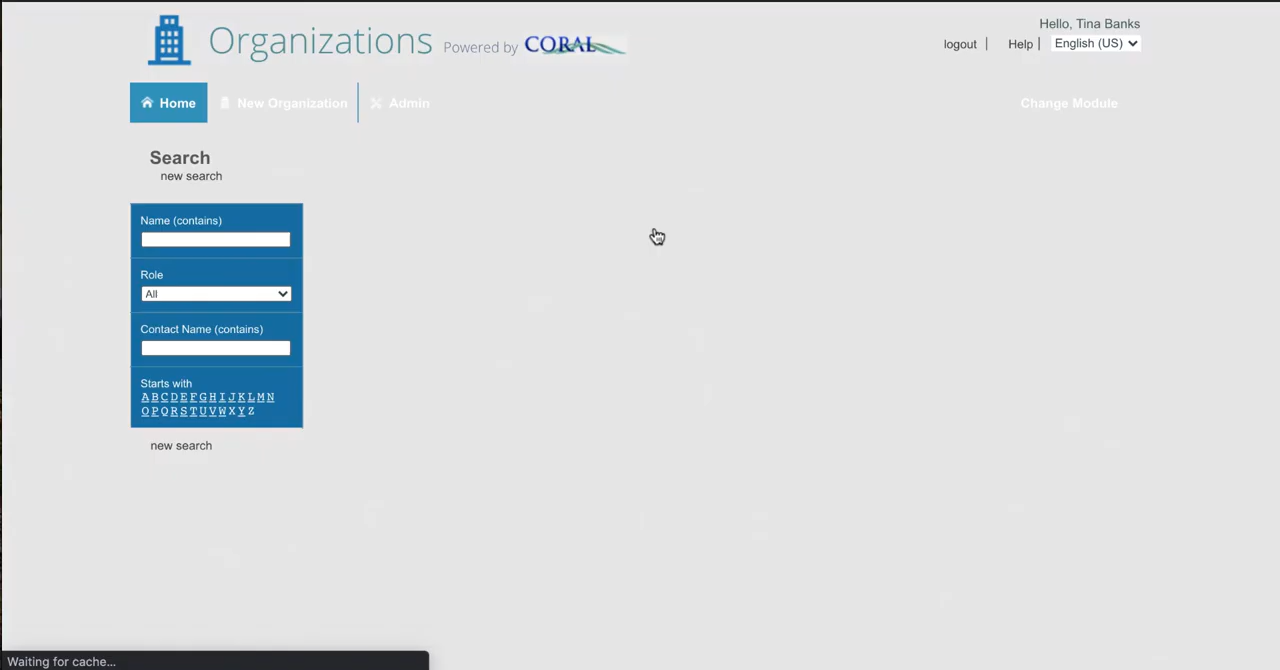 Hello, Tina Banks
Organizations Powered by CORAL
logout | Help | English (US)
Home New Organization Admin Change Module
Search
new search
Name (contains)
Role
All
Contact Name (contains)
Starts with
A B C D E F G H I J K L M N
O P Q R S T U V W X Y Z
new search
Waiting for cache...